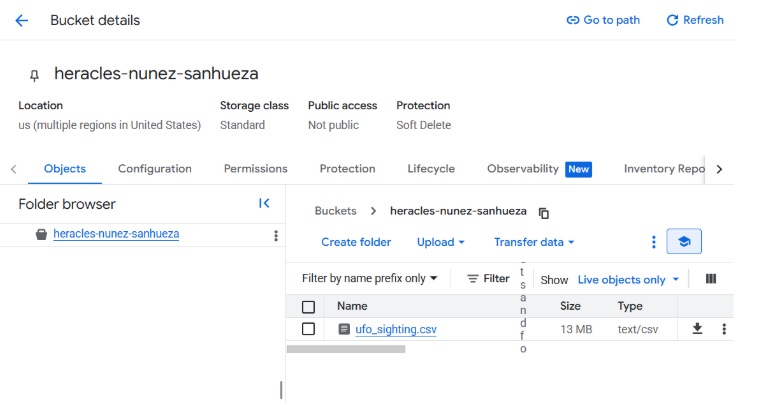 Bucket details
Go to path
Refresh
heracles-nunez-sanhueza
Location
Storage class
Public access
Protection
us (multiple regions in United States)
Standard
Not public
Soft Delete
Objects
Configuration
Permissions
Protection
Lifecycle
Observability
New
Inventory Repo
Folder browser
Buckets
heracles-nunez-sanhueza
heracles-nunez-sanhueza
Create folder
Upload
Transfer data
Filter by name prefix only
Filter
t
s
a
n
d
f
o
Show
Live objects only
Name
Size
Type
ufo_sighting.csv
13 MB
text/csv